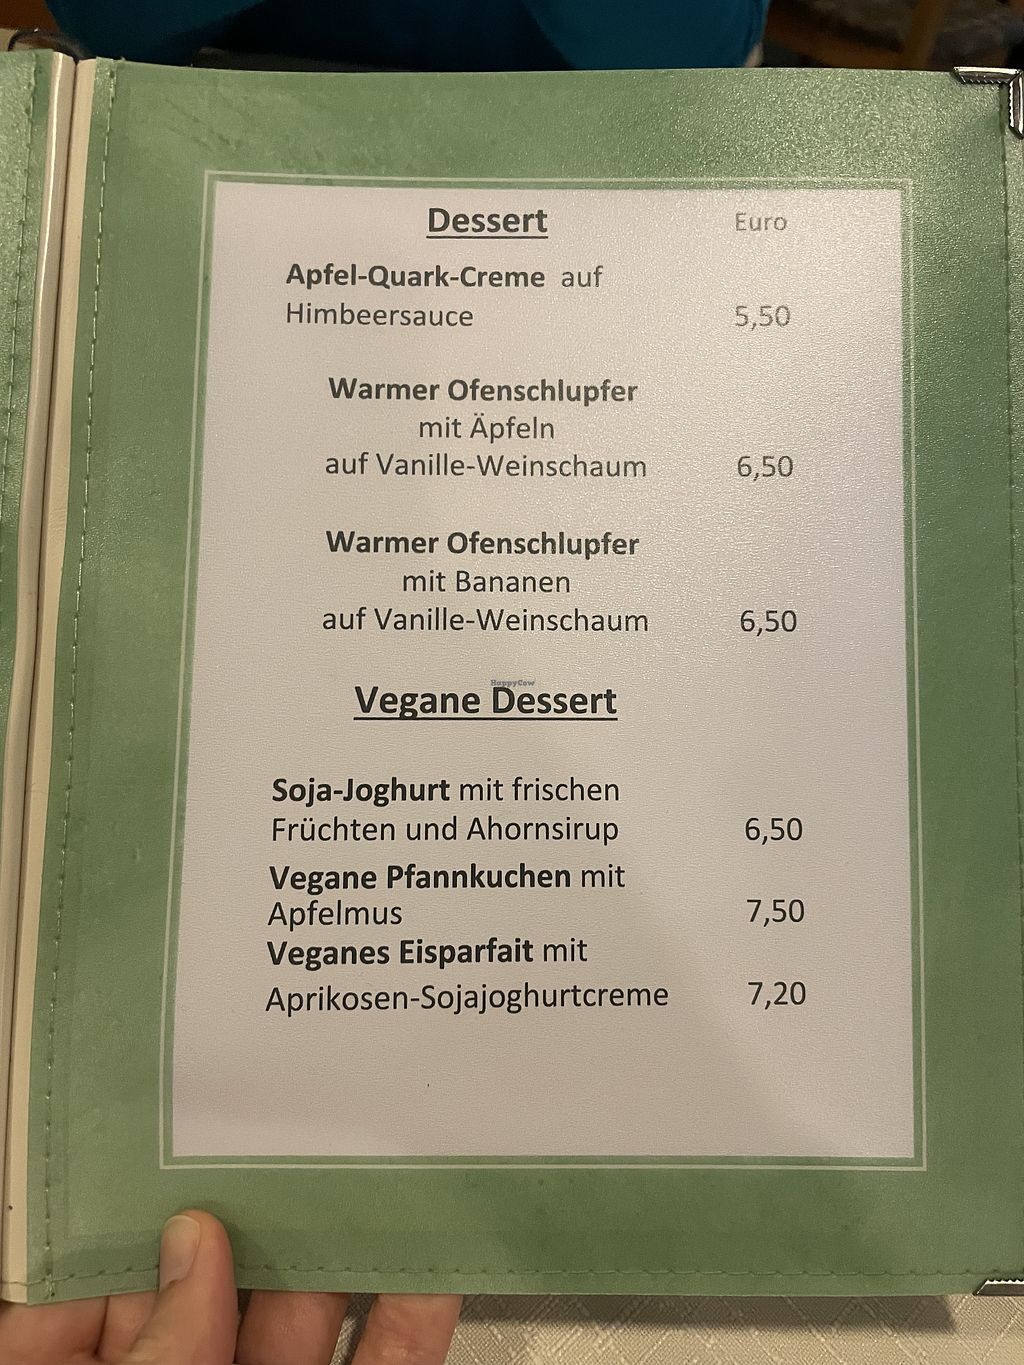 Dessert Euro
Apfel-Quark-Creme auf
Himbeersauce 5,50
Warmer Ofenschlupfer
mit Äpfeln
auf Vanille-Weinschaum 6,50
Warmer Ofenschlupfer
mit Bananen
auf Vanille-Weinschaum 6,50
HappyCow
Vegane Dessert
Soja-Joghurt mit frischen
Früchten und Ahornsirup 6,50
Vegane Pfannkuchen mit
Apfelmus 7,50
Veganes Eisparfait mit
Aprikosen-Sojajoghurtcreme 7,20